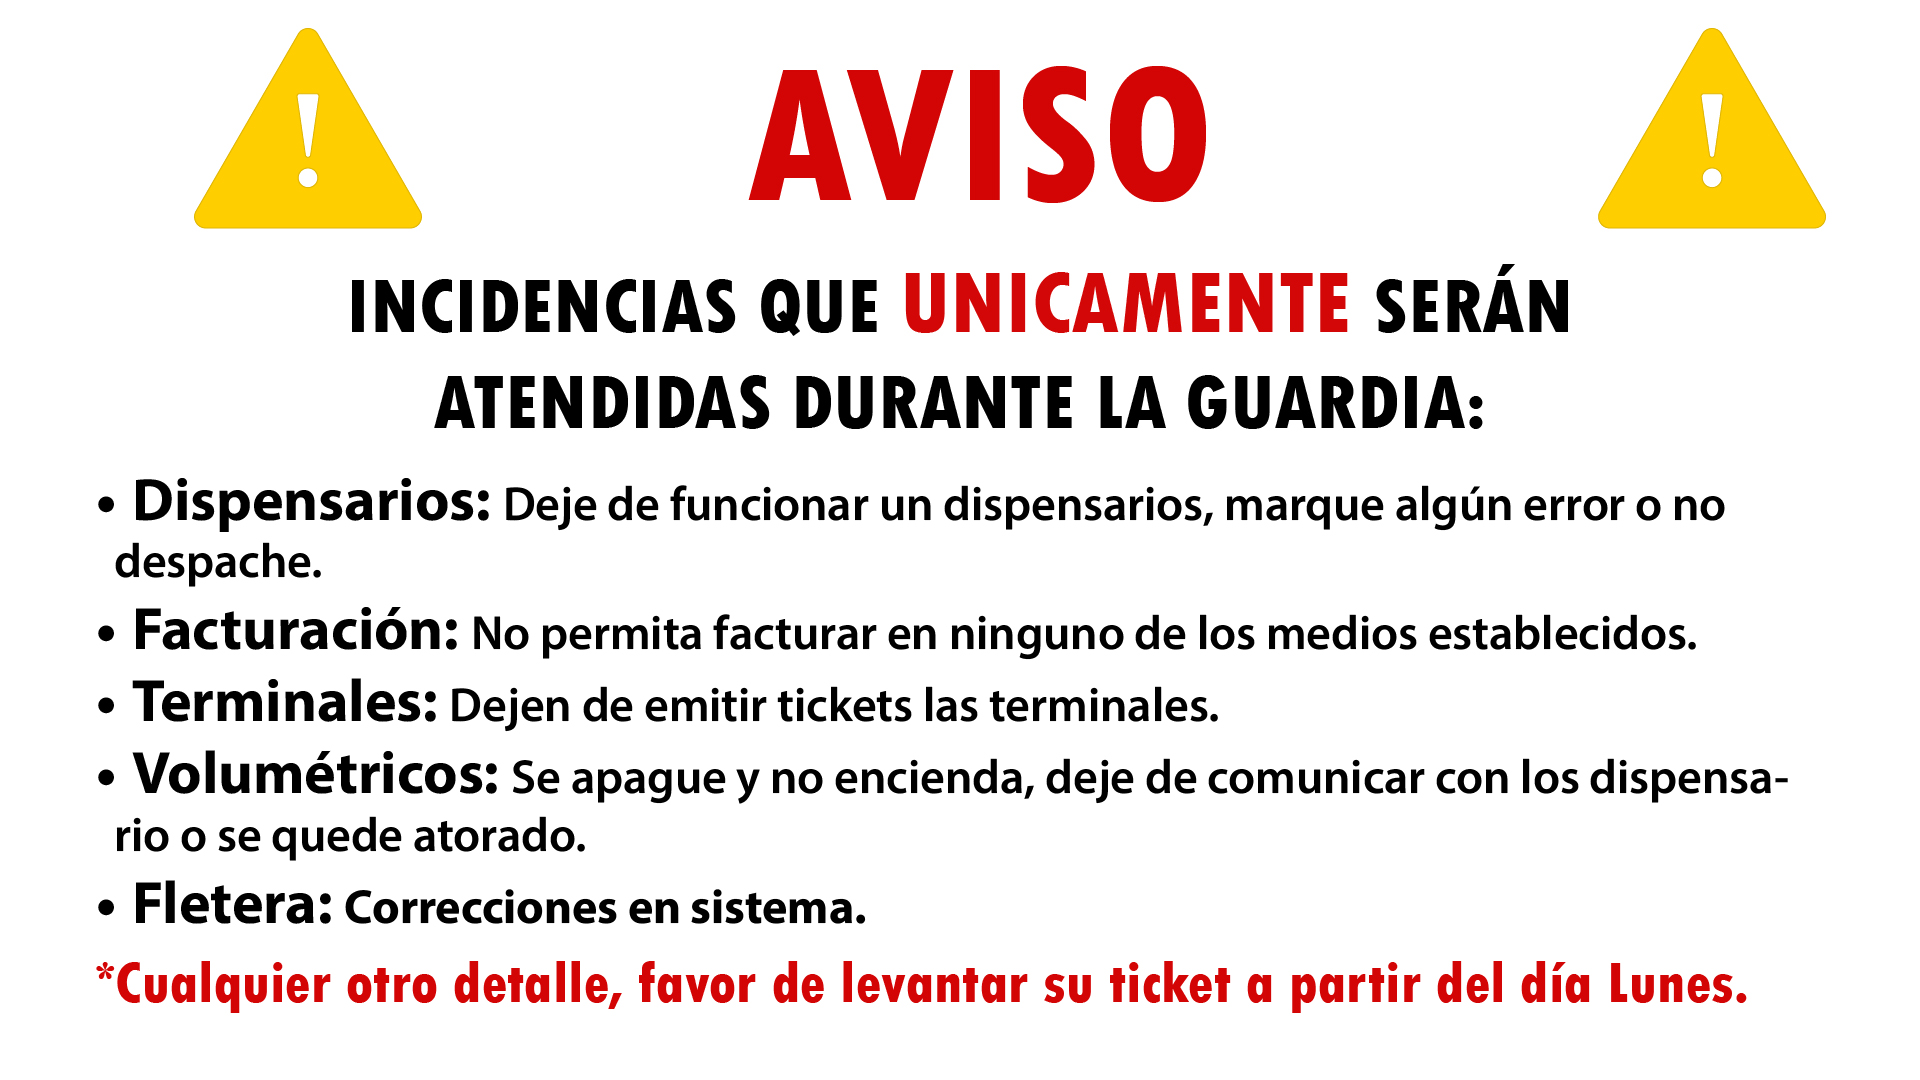 AVISO
INCIDENCIAS QUE UNICAMENTE SERÁN
ATENDIDAS DURANTE LA GUARDIA:
• Dispensarios: Deje de funcionar un dispensarios, marque algún error o no
despache.
• Facturación: No permita facturar en ninguno de los medios establecidos.
• Terminales: Dejen de emitir tickets las terminales.
• Volumétricos: Se apague y no encienda, deje de comunicar con los dispensa-
rio o se quede atorado.
• Fletera: Correcciones en sistema.
*Cualquier otro detalle, favor de levantar su ticket a partir del día Lunes.